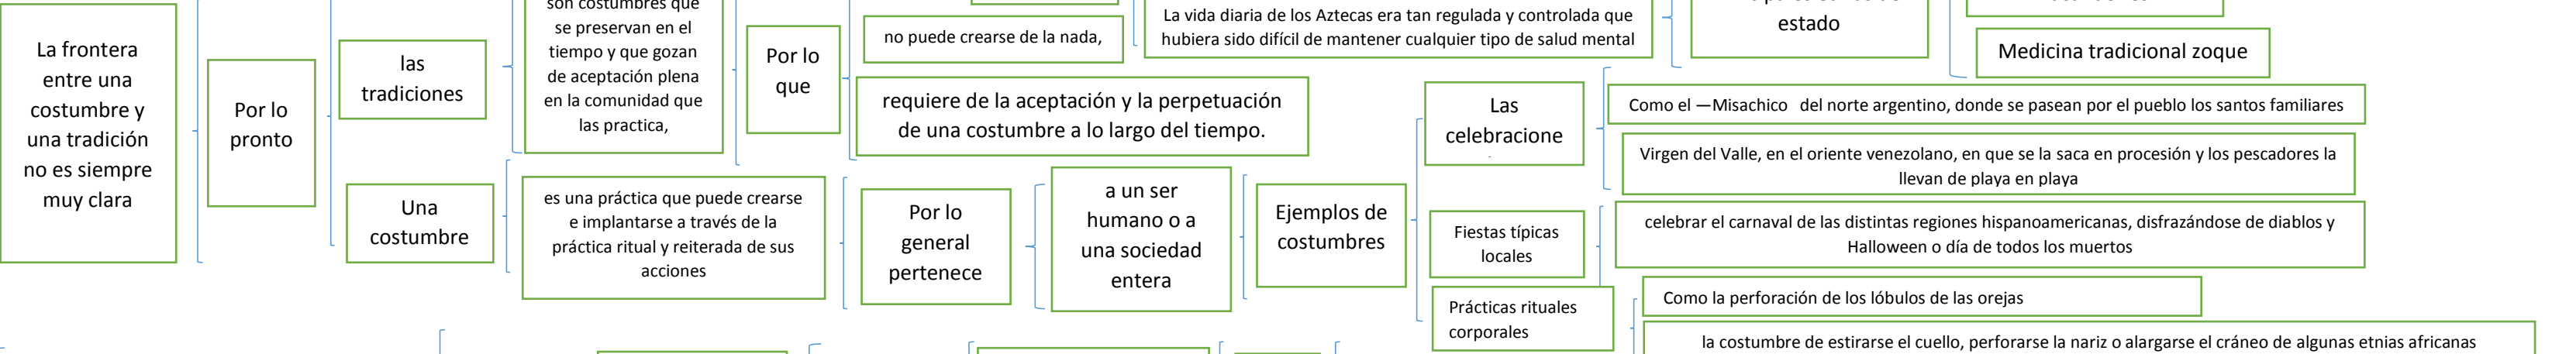 La frontera
entre una
costumbre y
una tradición
no es siempre
muy clara
Por lo
pronto
las
tradiciones
son costumbres que
se preservan en el
tiempo y que gozan
de aceptación plena
en la comunidad que
las practica,
Por lo
que
no puede crearse de la nada,
requiere de la aceptación y la perpetuación
de una costumbre a lo largo del tiempo.
La vida diaria de los Aztecas era tan regulada y controlada que
hubiera sido difícil de mantener cualquier tipo de salud mental
estado
Medicina tradicional zoque
Una
costumbre
es una práctica que puede crearse
e implantarse a través de la
práctica ritual y reiterada de sus
acciones
Por lo
general
pertenece
a un ser
humano o a
una sociedad
entera
Ejemplos de
costumbres
Las
celebracione
Como el —Misachico del norte argentino, donde se pasean por el pueblo los santos familiares
Virgen del Valle, en el oriente venezolano, en que se la saca en procesión y los pescadores la
llevan de playa en playa
Fiestas típicas
locales
celebrar el carnaval de las distintas regiones hispanoamericanas, disfrazándose de diablos y
Halloween o día de todos los muertos
Prácticas rituales
corporales
Como la perforación de los lóbulos de las orejas
la costumbre de estirarse el cuello, perforarse la nariz o alargarse el cráneo de algunas etnias africanas